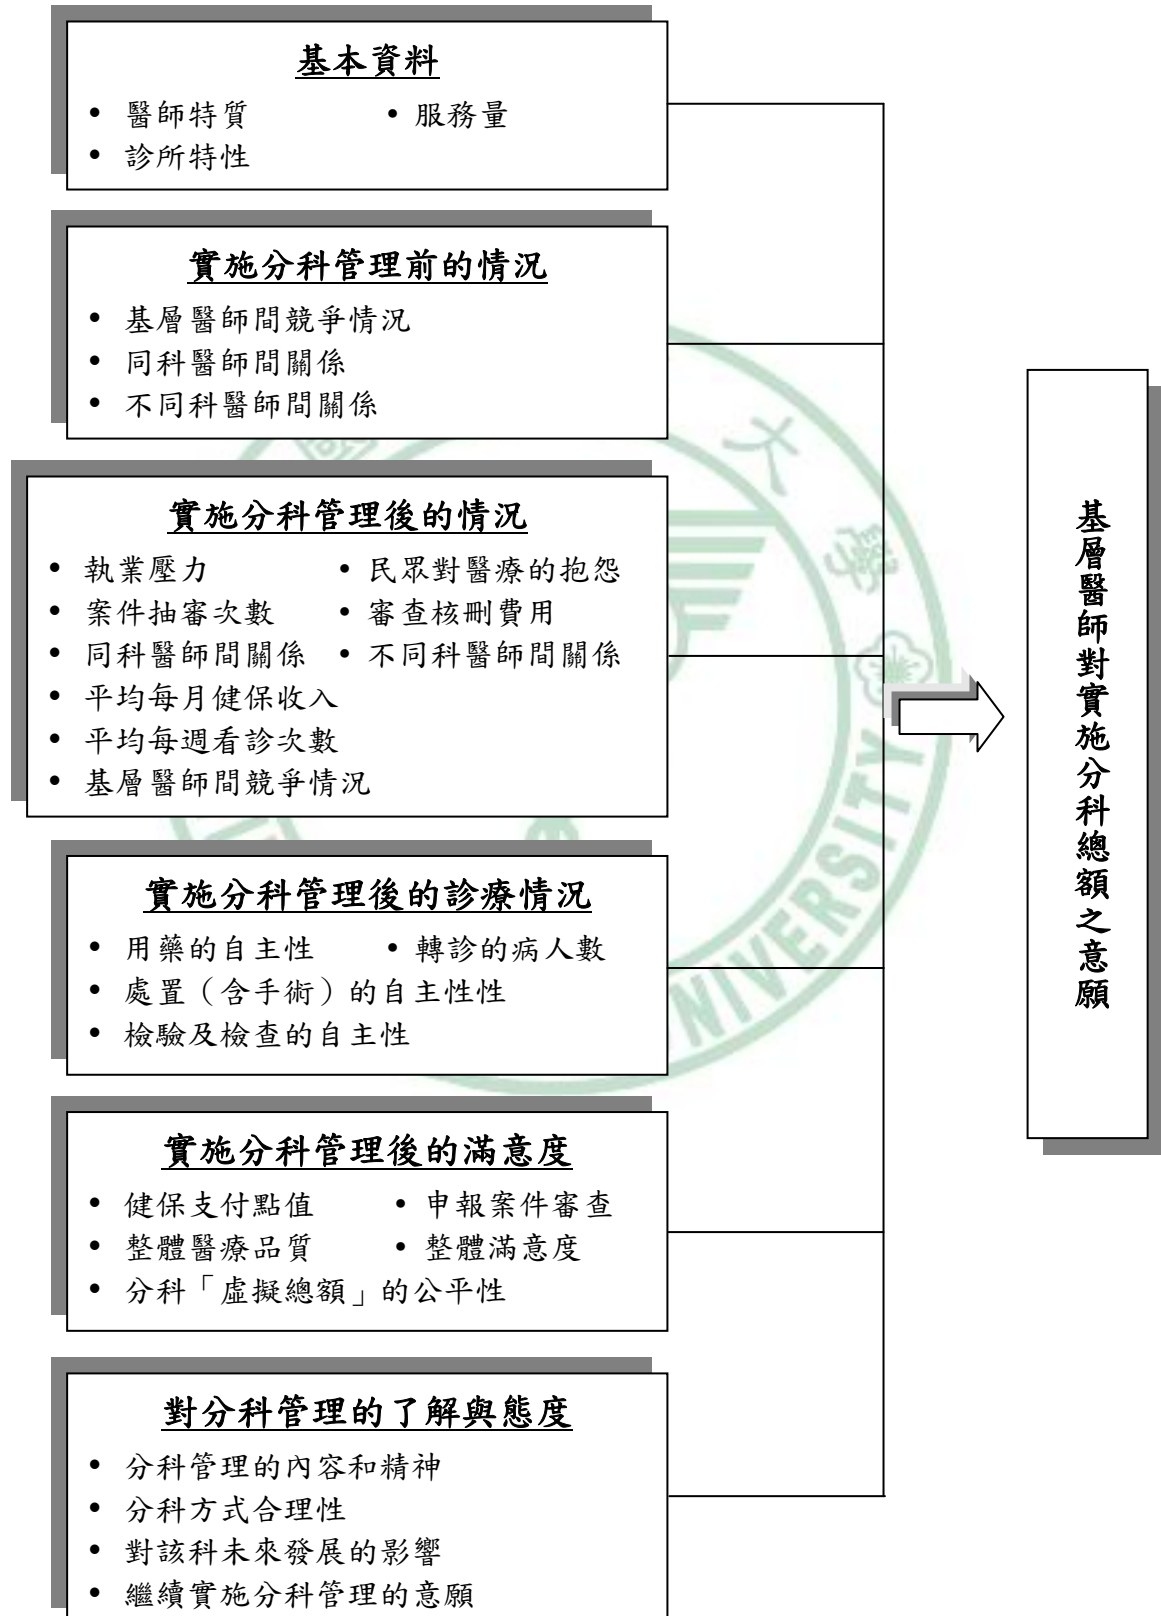 基本資料
• 醫師特質 • 服務量
• 診所特性
實施分科管理前的情況
• 基層醫師間競爭情況
• 同科醫師間關係
• 不同科醫師間關係
實施分科管理後的情況
• 執業壓力 • 民眾對醫療的抱怨
• 案件抽審次數 • 審查核刪費用
• 同科醫師間關係 • 不同科醫師間關係
• 平均每月健保收入
• 平均每週看診次數
• 基層醫師間競爭情況
實施分科管理後的診療情況
• 用藥的自主性 • 轉診的病人數
• 處置（含手術）的自主性性
• 檢驗及檢查的自主性
實施分科管理後的滿意度
• 健保支付點值 • 申報案件審查
• 整體醫療品質 • 整體滿意度
• 分科「虛擬總額」的公平性
對分科管理的了解與態度
• 分科管理的內容和精神
• 分科方式合理性
• 對該科未來發展的影響
• 繼續實施分科管理的意願
基層醫師對實施分科總額之意願
國
大
學
NIVERSITY